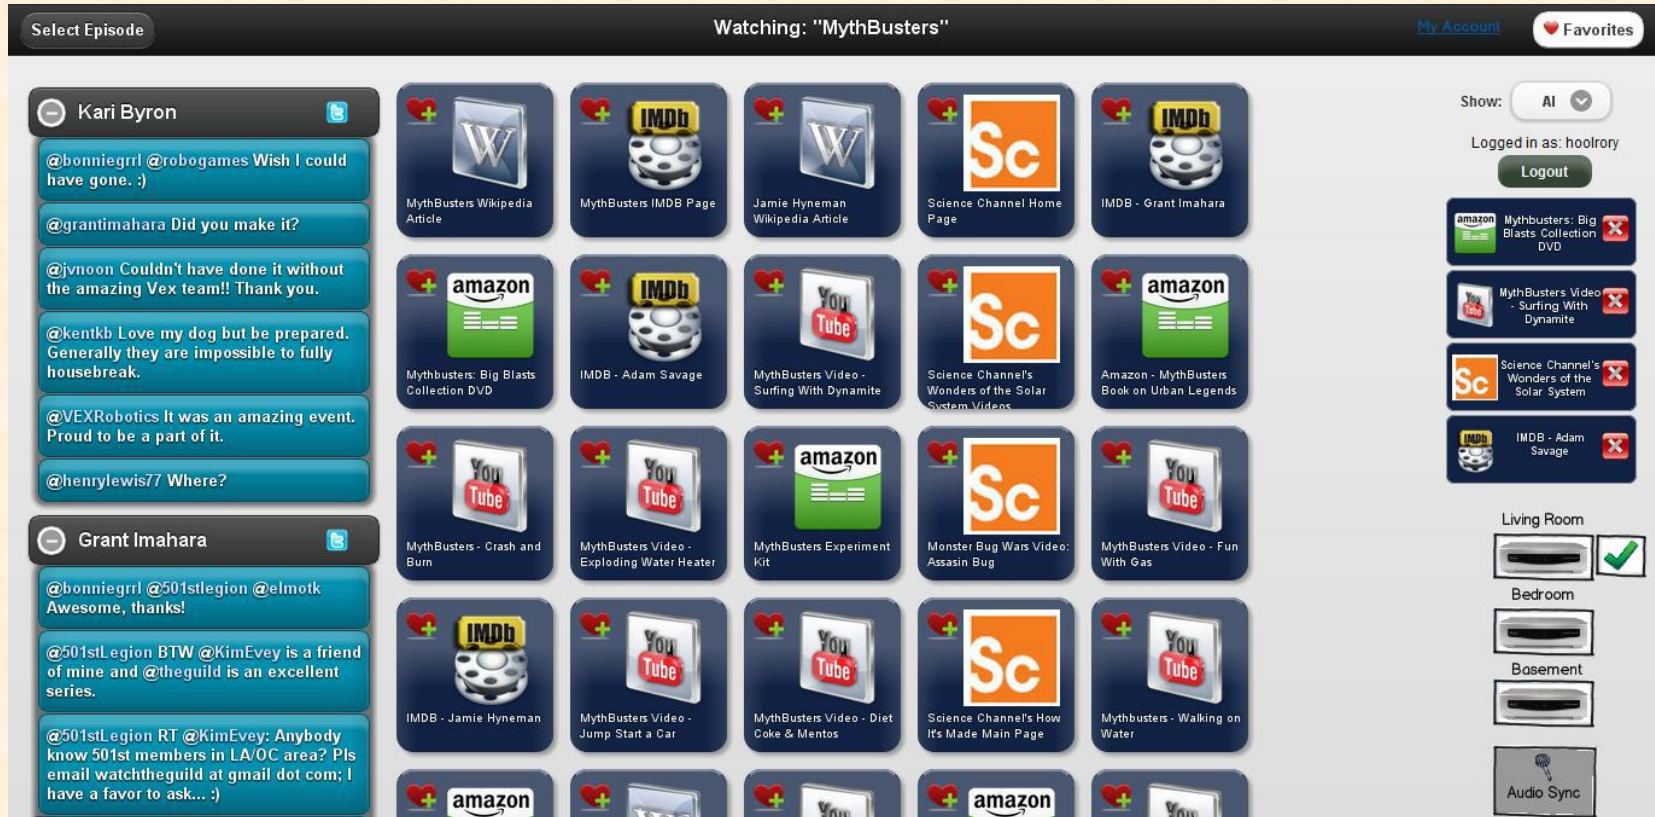 Select Episode
Watching: "MythBusters"
My Account
Favorites
Kari Byron
@bonniegrrl @robogames Wish I could
have gone. :)
@grantimahara Did you make it?
@jvnoon Couldn't have done it without
the amazing Vex team!! Thank you.
@kentkb Love my dog but be prepared.
Generally they are impossible to fully
housebreak.
@VEXRobotics It was an amazing event.
Proud to be a part of it.
@henrylewis77 Where?
Grant Imahara
@bonniegrrl @501stlegion @elmotk
Awesome, thanks!
@501stLegion BTW @KimEvey is a friend
of mine and @theguild is an excellent
series.
@501stLegion RT @KimEvey: Anybody
know 501st members in LA/OC area? Pls
email watchtheguild at gmail dot com; I
have a favor to ask... :)
W
MythBusters Wikipedia
Article
IMDb
MythBusters IMDB Page
W
Jamie Hyneman
Wikipedia Article
Sc
Science Channel Home
Page
IMDb
IMDB - Grant Imahara
amazon
Mythbusters: Big Blasts
Collection DVD
IMDb
IMDB - Adam Savage
You
Tube
MythBusters Video -
Surfing With Dynamite
Sc
Science Channel's
Wonders of the Solar
System Videos
amazon
Amazon - MythBusters
Book on Urban Legends
You
Tube
MythBusters - Crash and
Burn
You
Tube
MythBusters Video -
Exploding Water Heater
amazon
MythBusters Experiment
Kit
Sc
Monster Bug Wars Video:
Assasin Bug
You
Tube
MythBusters Video - Fun
With Gas
IMDb
IMDB - Jamie Hyneman
You
Tube
MythBusters Video -
Jump Start a Car
You
Tube
MythBusters Video - Diet
Coke & Mentos
Sc
Science Channel's How
It's Made Main Page
You
Tube
Mythbusters - Walking on
Water
amazon
You
amazon
You
Show:
Al
Logged in as: hoolrory
Logout
amazon
Mythbusters: Big
Blasts Collection
DVD
You
Tube
MythBusters Video
- Surfing With
Dynamite
Sc
Science Channel's
Wonders of the
Solar System
IMDb
IMDB - Adam
Savage
Living Room
Bedroom
Basement
Audio Sync